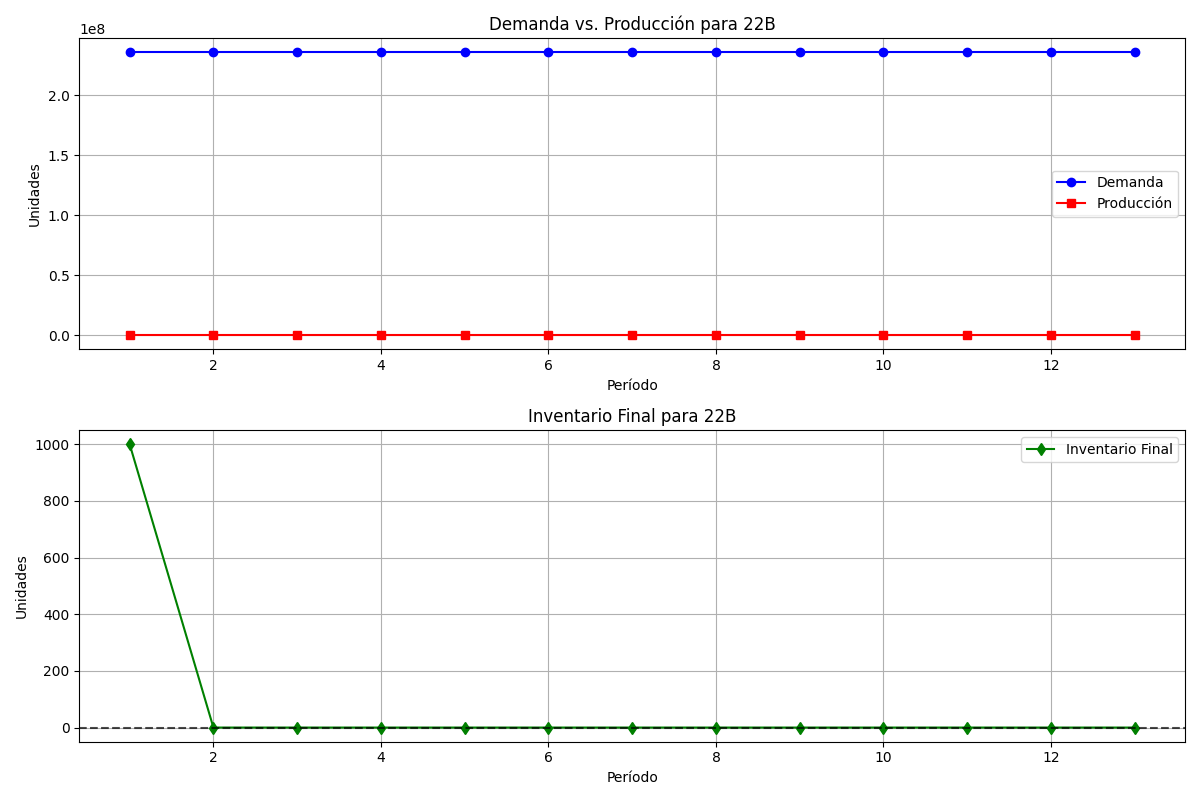 Demanda vs. Producción para 22B
1e8
2.0
1.5
1.0
0.5
0.0
Unidades
Demanda
Producción
2 4 6 8 10 12
Período
Inventario Final para 22B
1000
800
600
400
200
0
Unidades
Inventario Final
2 4 6 8 10 12
Período